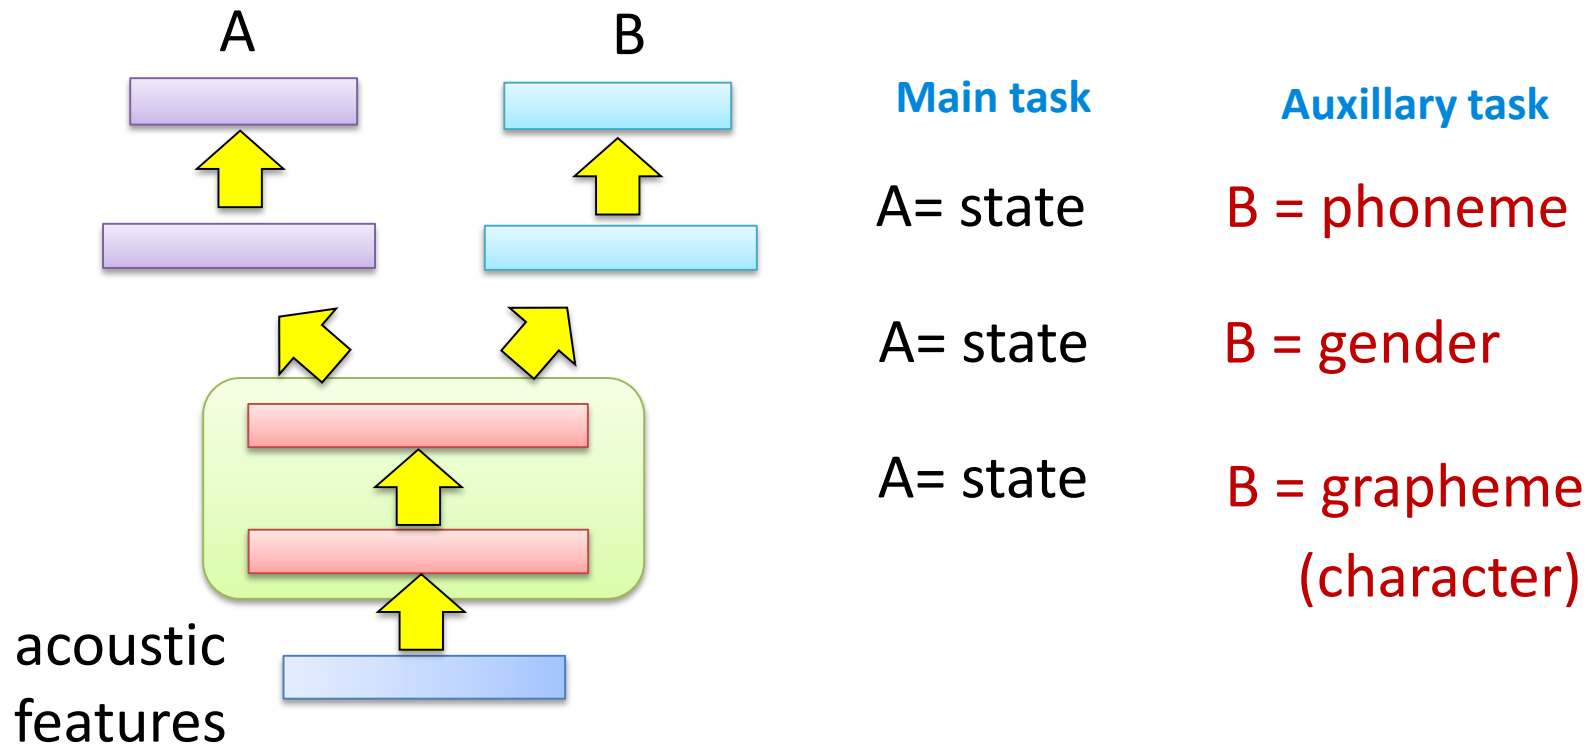 A
B
Main task
Auxillary task
A= state
B = phoneme
A= state
B = gender
A= state
B = grapheme
(character)
acoustic
features